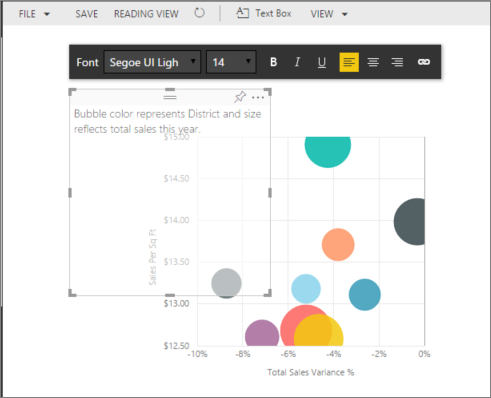 FILE SAVE READING VIEW Text Box VIEW
Font Segoe UI Ligh 14 B I U
Bubble color represents District and size
reflects total sales this year.
$15.00
$14.50
$14.00
$13.50
$13.00
$12.50
Sales Per Sq Ft
-10% -8% -6% -4% -2% 0%
Total Sales Variance %